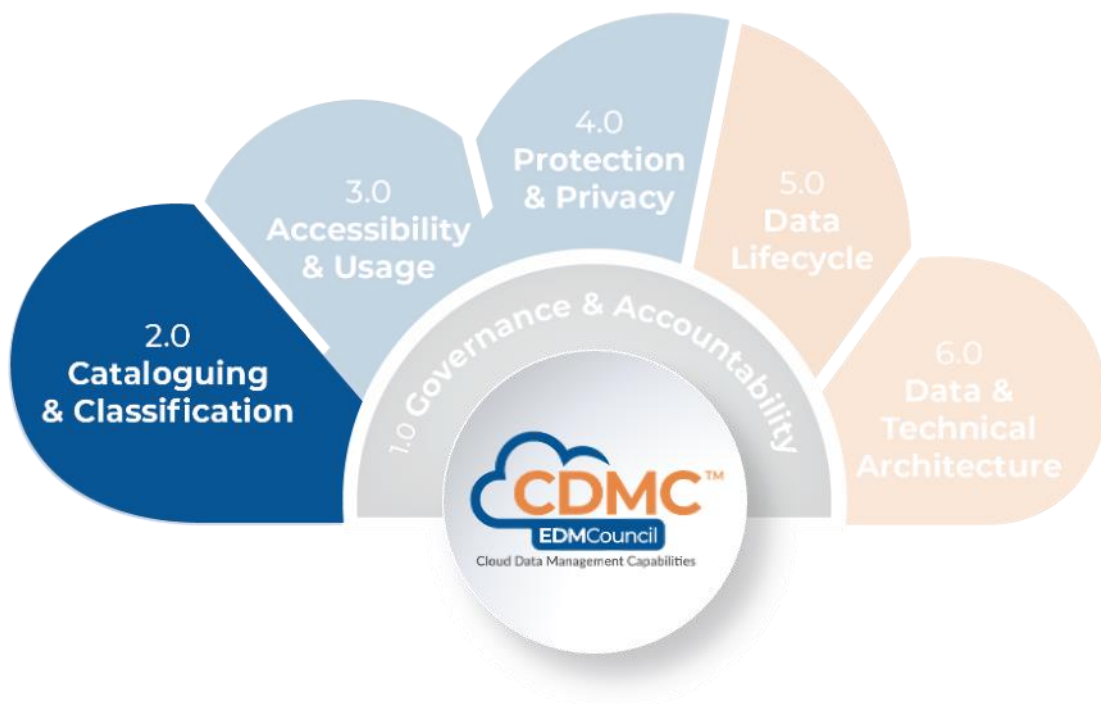 4.0
Protection
& Privacy
3.0
Accessibility
& Usage
5.0
Data
Lifecycle
2.0
Cataloguing
& Classification
1.0 Governance & Accountability
6.0
Data &
Technical
Architecture
CDMC™
EDMCouncil
Cloud Data Management Capabilities